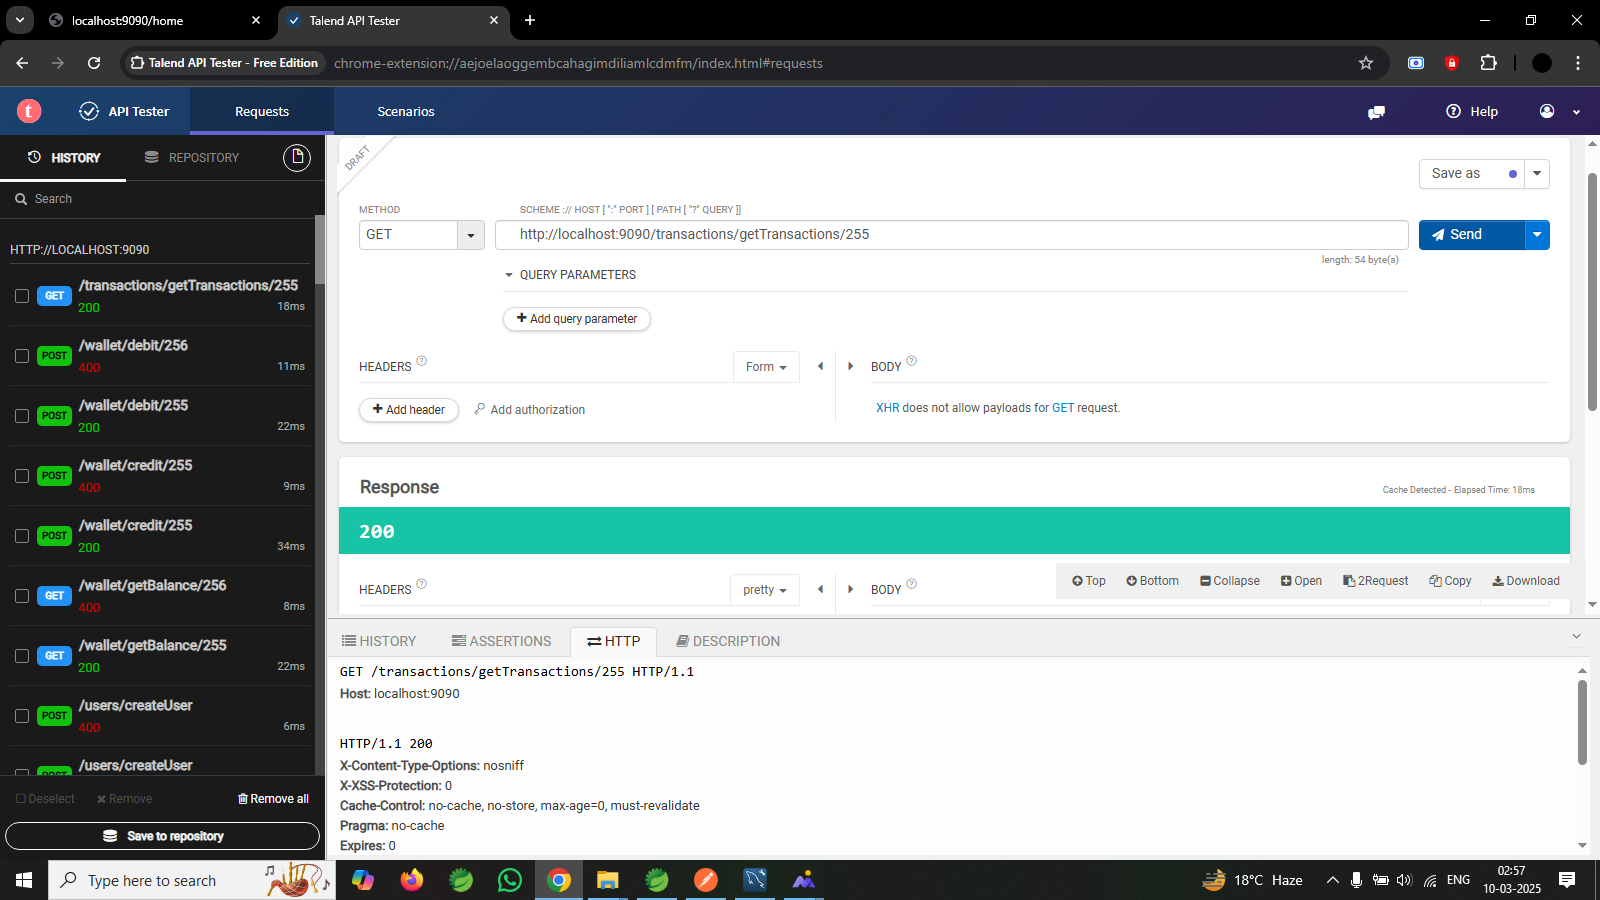 localhost:9090/home
Talend API Tester
Talend API Tester - Free Edition
chrome-extension://aejoelaoggembcahagimdiliamlcdmfm/index.html#requests
t
API Tester
Requests
Scenarios
Help
HISTORY
REPOSITORY
Search
HTTP://LOCALHOST:9090
GET
/transactions/getTransactions/255
200
18ms
POST
/wallet/debit/256
400
11ms
POST
/wallet/debit/255
200
22ms
POST
/wallet/credit/255
400
9ms
POST
/wallet/credit/255
200
34ms
GET
/wallet/getBalance/256
400
8ms
GET
/wallet/getBalance/255
200
22ms
POST
/users/createUser
400
6ms
POST
/users/createUser
Deselect
Remove
Remove all
Save to repository
DRAFT
Save as
METHOD
SCHEME :// HOST [ ":" PORT ] [ PATH [ "?" QUERY ]]
GET
http://localhost:9090/transactions/getTransactions/255
Send
length: 54 byte(s)
QUERY PARAMETERS
Add query parameter
HEADERS
Form
BODY
Add header
Add authorization
XHR does not allow payloads for GET request.
Response
Cache Detected - Elapsed Time: 18ms
200
HEADERS
pretty
BODY
Top
Bottom
Collapse
Open
2Request
Copy
Download
HISTORY
ASSERTIONS
HTTP
DESCRIPTION
GET /transactions/getTransactions/255 HTTP/1.1
Host: localhost:9090
HTTP/1.1 200
X-Content-Type-Options: nosniff
X-XSS-Protection: 0
Cache-Control: no-cache, no-store, max-age=0, must-revalidate
Pragma: no-cache
Expires: 0
Type here to search
18°C Haze
ENG
02:57
10-03-2025